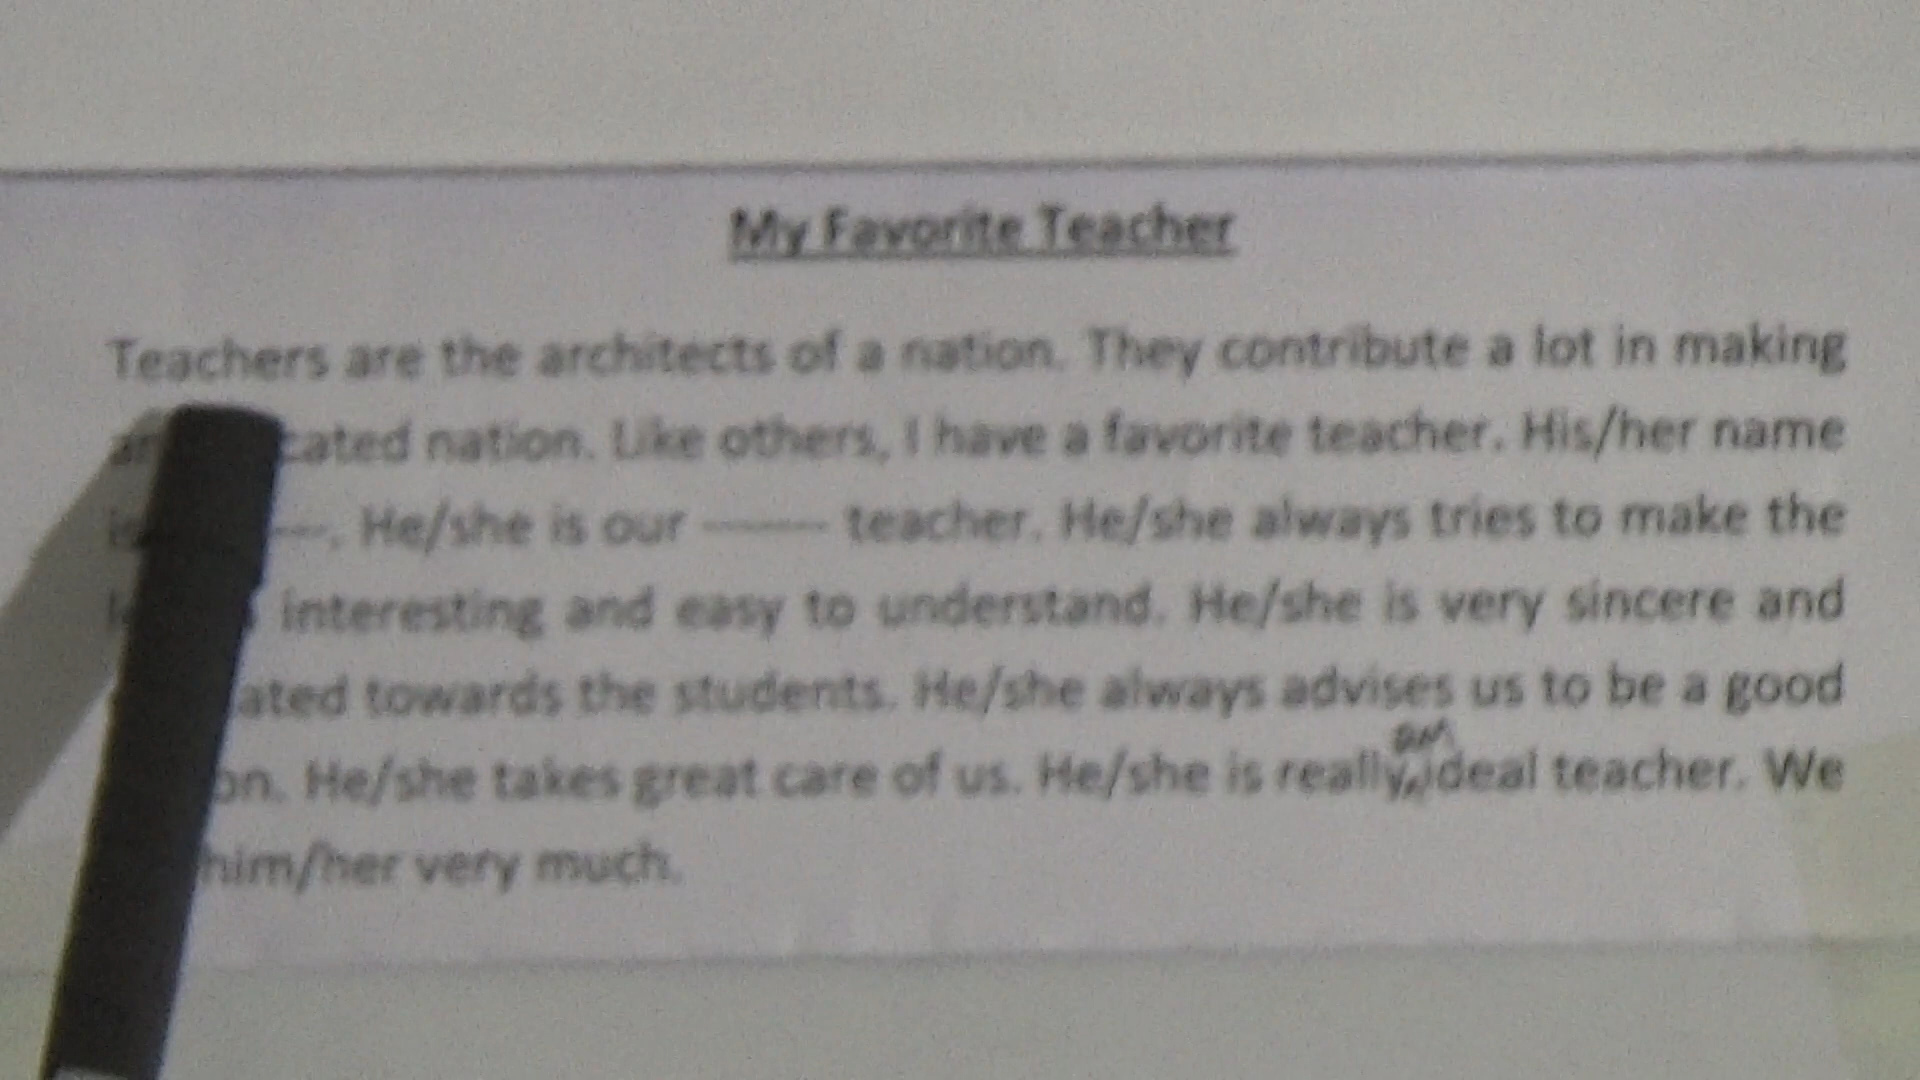 My Favorite Teacher
Teachers are the architects of a nation. They contribute a lot in making
nation. Like others, I have a favorite teacher. His/her name
---. He/she is our ------- teacher. He/she always tries to make the
interesting and easy to understand. He/she is very sincere and
towards the students. He/she always advises us to be a good
He/she takes great care of us. He/she is really an ideal teacher. We
him/her very much.